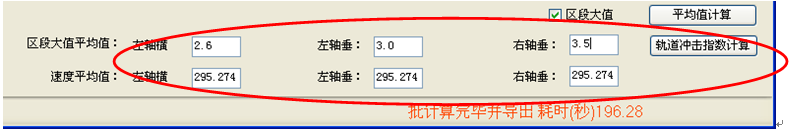 区段大值 平均值计算
区段大值平均值: 左轴横 2.6 左轴垂: 3.0 右轴垂: 3.5 轨道冲击指数计算
速度平均值: 左轴横 295.274 左轴垂: 295.274 右轴垂: 295.274
批计算完毕并导出 耗时(秒)196.28